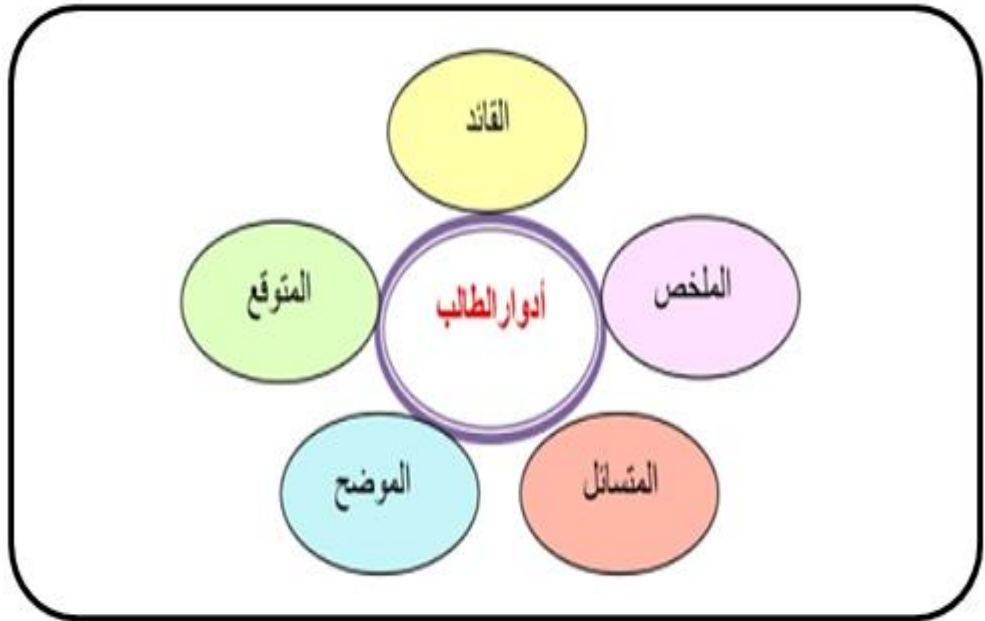 القائد
الملخص
أدوار الطالب
المتوقع
المتسائل
الموضح